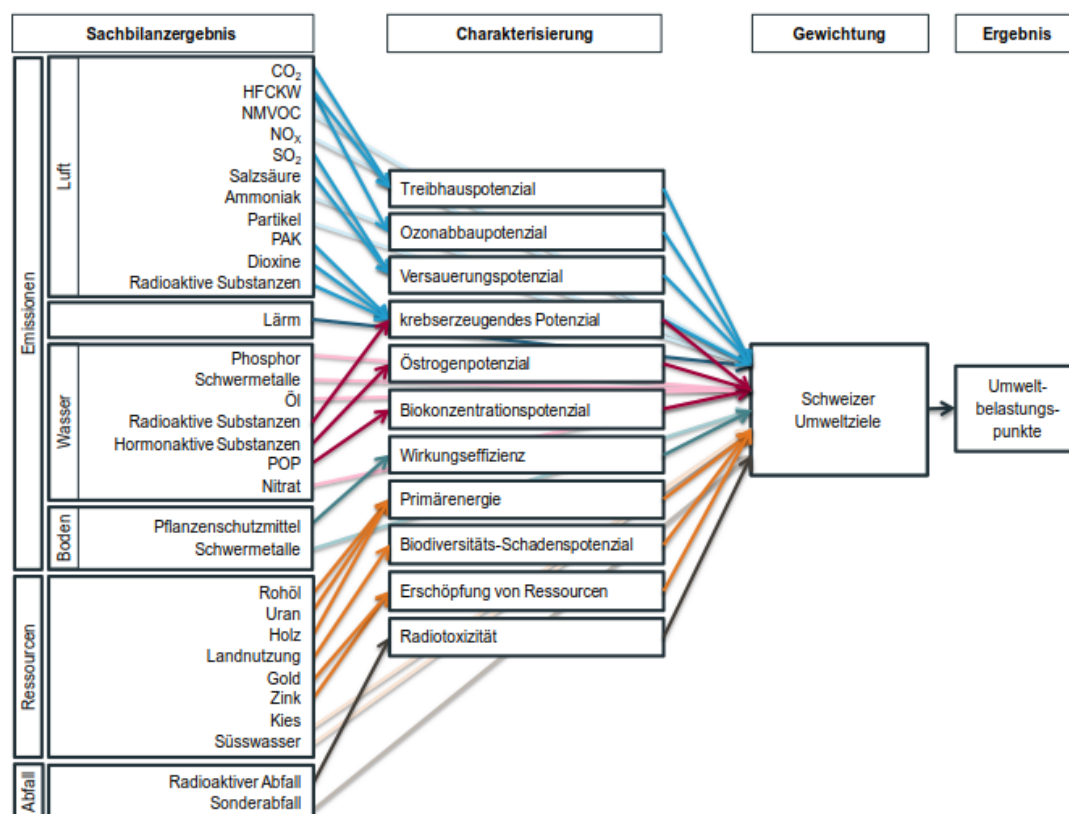 Sachbilanzergebnis
Charakterisierung
Gewichtung
Ergebnis
Emissionen
Luft
CO₂
HFCKW
NMVOC
NOₓ
SO₂
Salzsäure
Ammoniak
Partikel
PAK
Dioxine
Radioaktive Substanzen
Lärm
Wasser
Phosphor
Schwermetalle
Öl
Radioaktive Substanzen
Hormonaktive Substanzen
POP
Nitrat
Boden
Pflanzenschutzmittel
Schwermetalle
Ressourcen
Rohöl
Uran
Holz
Landnutzung
Gold
Zink
Kies
Süsswasser
Abfall
Radioaktiver Abfall
Sonderabfall
Treibhauspotenzial
Ozonabbaupotenzial
Versauerungspotenzial
krebserzeugendes Potenzial
Östrogenpotenzial
Biokonzentrationspotenzial
Wirkungseffizienz
Primärenergie
Biodiversitäts-Schadenspotenzial
Erschöpfung von Ressourcen
Radiotoxizität
Schweizer
Umweltziele
Umwelt-
belastungs-
punkte